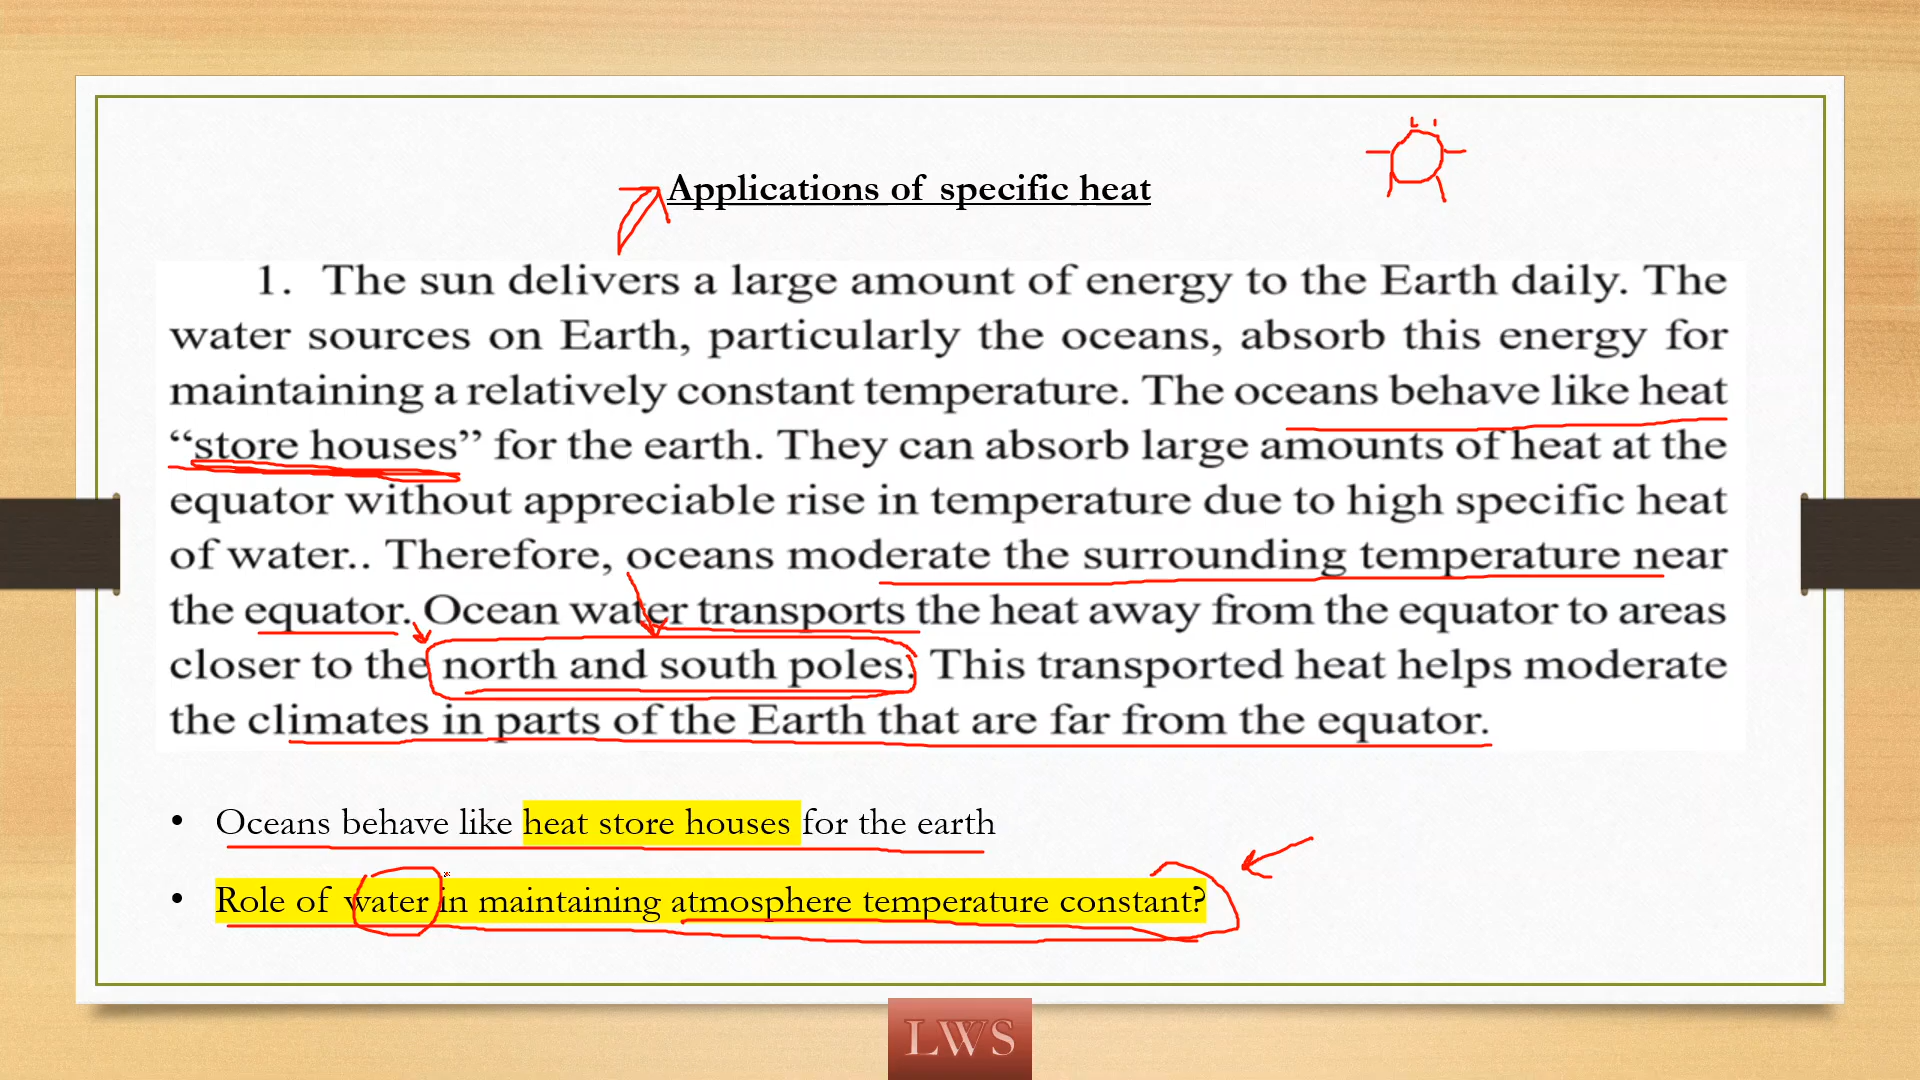 Applications of specific heat
1. The sun delivers a large amount of energy to the Earth daily. The
water sources on Earth, particularly the oceans, absorb this energy for
maintaining a relatively constant temperature. The oceans behave like heat
“store houses” for the earth. They can absorb large amounts of heat at the
equator without appreciable rise in temperature due to high specific heat
of water.. Therefore, oceans moderate the surrounding temperature near
the equator. Ocean water transports the heat away from the equator to areas
closer to the north and south poles. This transported heat helps moderate
the climates in parts of the Earth that are far from the equator.
• Oceans behave like heat store houses for the earth
• Role of water in maintaining atmosphere temperature constant?
LWS